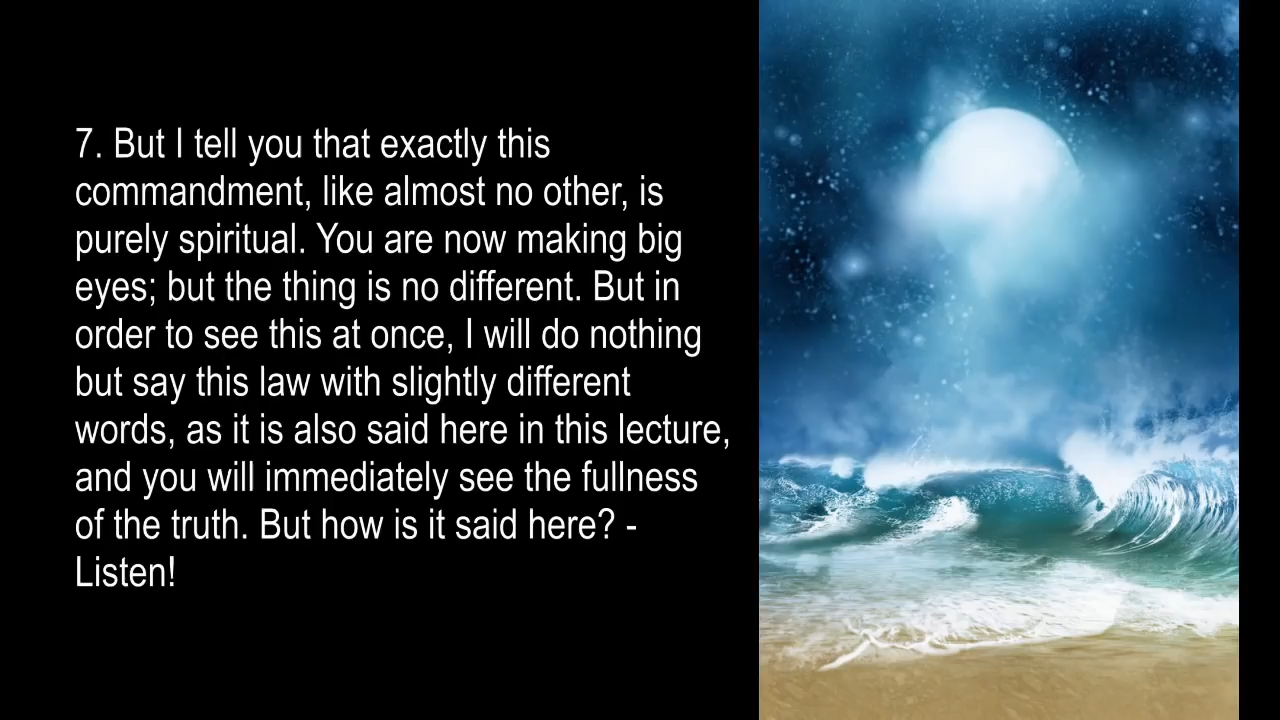 7. But I tell you that exactly this
commandment, like almost no other, is
purely spiritual. You are now making big
eyes; but the thing is no different. But in
order to see this at once, I will do nothing
but say this law with slightly different
words, as it is also said here in this lecture,
and you will immediately see the fullness
of the truth. But how is it said here? -
Listen!